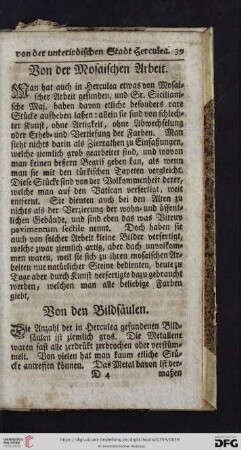 von der unterirdischen Stadt Herculea. 39
Von der Mosaischen Arbeit.
Man hat auch in Herculea etwas von Mosai-
scher Arbeit gefunden, und Se. Siciliani-
sche Maj. haben davon etliche besonders rare
Stücke aufheben lassen: allein sie sind von schlech-
ter Kunst, ohne Artigkeit, ohne Abwechselung
oder Erheb- und Vertiefung der Farben. Man
sieht nichts darin als Zierrathen zu Einfassungen,
welche ziemlich grob gearbeitet sind, und wovon
man keinen bessern Begriff geben kan, als wenn
man sie mit den türkischen Tapeten vergleicht.
Diese Stücke sind von der Vollkommenheit derer,
welche man auf den Vatican verfertigt, weit
entfernt. Sie dienten auch bei den Alten zu
nichts als der Verzierung der wohn- und öffent-
lichen Gebäude, und sind eben das was Vitruv
pavimentum sectile nennt. Doch haben sie
auch von solcher Arbeit kleine Bilder verfertigt,
welche zwar ziemlich artig, aber doch unvolkom-
men waren, weil sie sich zu ihren mosaischen Ar-
beiten nur natürlicher Steine bedienten, heute zu
Tage aber durch Kunst verfertigte dazu gebraucht
werden, welchen man alle beliebige Farben
giebt.
Von den Bildsäulen.
Die Anzahl der in Herculea gefundenen Bild-
säulen ist ziemlich gros. Die Metallene
waren fast alle zerdrükt zerbrochen oder verstüm-
melt. Von vielen hat man kaum etliche Stü-
cke antreffen können. Das Metal davon ist der-
D 4 maßen
DFG